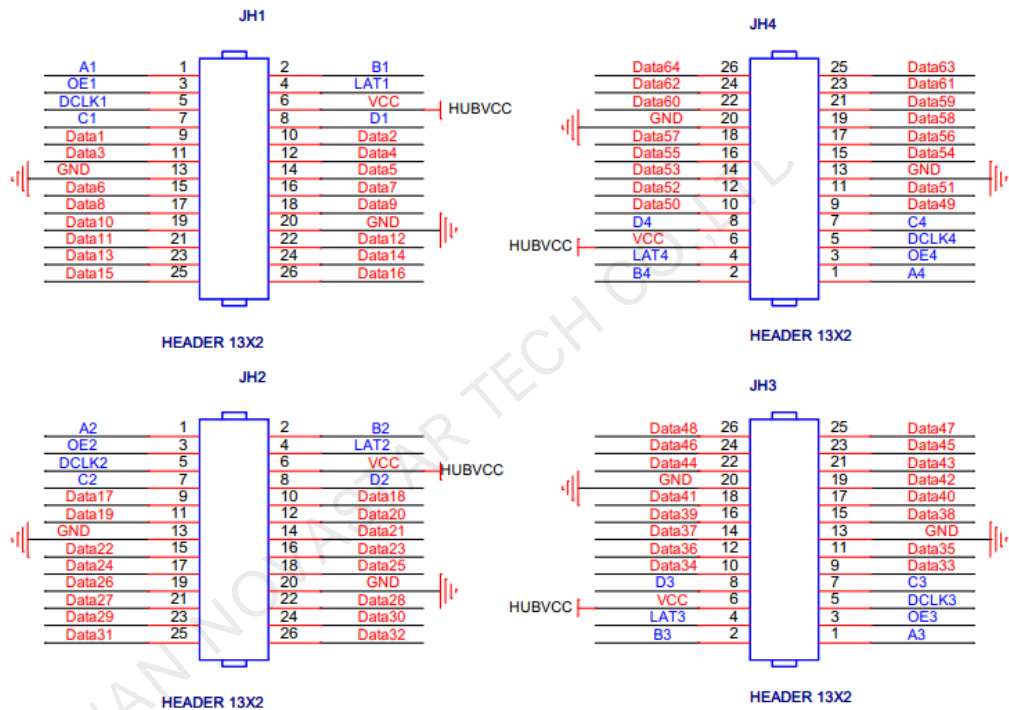 JH1
A1 1 2 B1
OE1 3 4 LAT1
DCLK1 5 6 VCC HUBVCC
C1 7 8 D1
Data1 9 10 Data2
Data3 11 12 Data4
GND 13 14 Data5
Data6 15 16 Data7
Data8 17 18 Data9
Data10 19 20 GND
Data11 21 22 Data12
Data13 23 24 Data14
Data15 25 26 Data16
HEADER 13X2
JH4
Data64 26 25 Data63
Data62 24 23 Data61
Data60 22 21 Data59
GND 20 19 Data58
Data57 18 17 Data56
Data55 16 15 Data54
Data53 14 13 GND
Data52 12 11 Data51
Data50 10 9 Data49
D4 8 7 C4
HUBVCC VCC 6 5 DCLK4
LAT4 4 3 OE4
B4 2 1 A4
HEADER 13X2
JH2
A2 1 2 B2
OE2 3 4 LAT2
DCLK2 5 6 VCC HUBVCC
C2 7 8 D2
Data17 9 10 Data18
Data19 11 12 Data20
GND 13 14 Data21
Data22 15 16 Data23
Data24 17 18 Data25
Data26 19 20 GND
Data27 21 22 Data28
Data29 23 24 Data30
Data31 25 26 Data32
HEADER 13X2
JH3
Data48 26 25 Data47
Data46 24 23 Data45
Data44 22 21 Data43
GND 20 19 Data42
Data41 18 17 Data40
Data39 16 15 Data38
Data37 14 13 GND
Data36 12 11 Data35
Data34 10 9 Data33
D3 8 7 C3
HUBVCC VCC 6 5 DCLK3
LAT3 4 3 OE3
B3 2 1 A3
HEADER 13X2
NOVASTAR TECH CO.,LTD